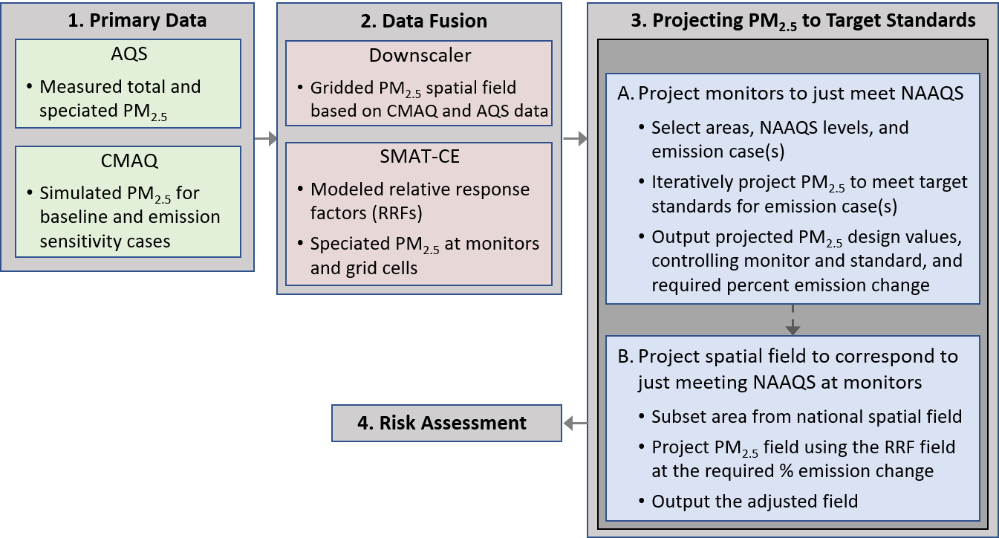 1. Primary Data
AQS
• Measured total and
speciated PM2.5
CMAQ
• Simulated PM2.5 for
baseline and emission
sensitivity cases
2. Data Fusion
Downscaler
• Gridded PM2.5 spatial field
based on CMAQ and AQS data
SMAT-CE
• Modeled relative response
factors (RRFs)
• Speciated PM2.5 at monitors
and grid cells
3. Projecting PM2.5 to Target Standards
A. Project monitors to just meet NAAQS
• Select areas, NAAQS levels, and
emission case(s)
• Iteratively project PM2.5 to meet target
standards for emission case(s)
• Output projected PM2.5 design values,
controlling monitor and standard, and
required percent emission change
B. Project spatial field to correspond to
just meeting NAAQS at monitors
• Subset area from national spatial field
• Project PM2.5 field using the RRF field
at the required % emission change
• Output the adjusted field
4. Risk Assessment